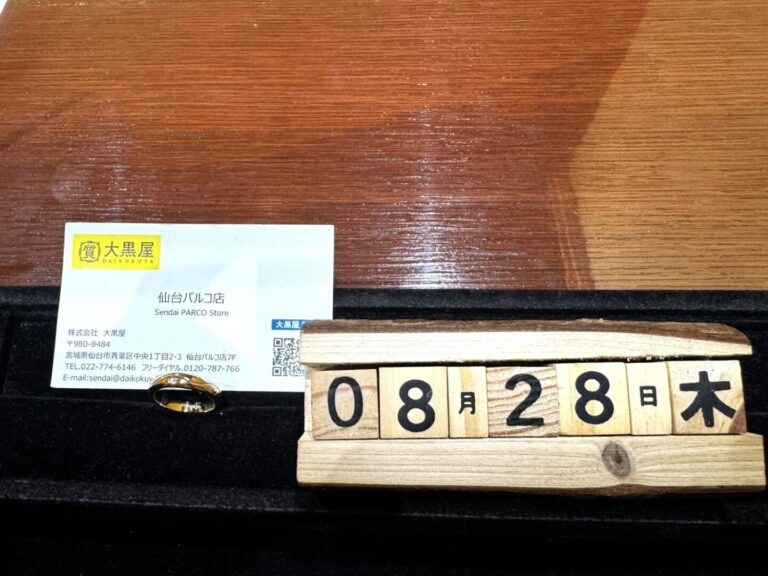 質 大黒屋
DAIKOKUYA
仙台パルコ店
Sendai PARCO Store
株式会社 大黒屋
〒980-8484
宮城県仙台市青葉区中央1丁目2-3 仙台パルコ店7F
TEL.022-774-6146 フリーダイヤル.0120-787-766
E-mail:sendai@daikokuy
大黒屋
08月28日木